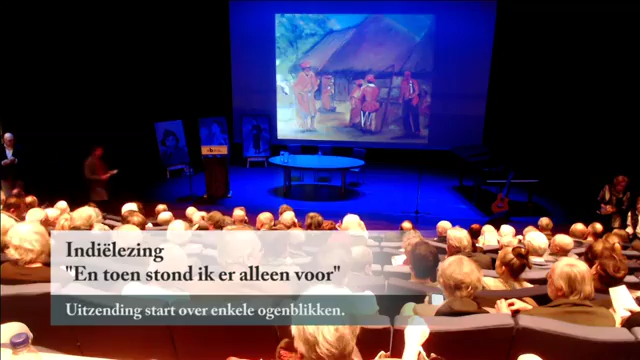 Indiëlezing
"En toen stond ik er alleen voor"
Uitzending start over enkele ogenblikken.